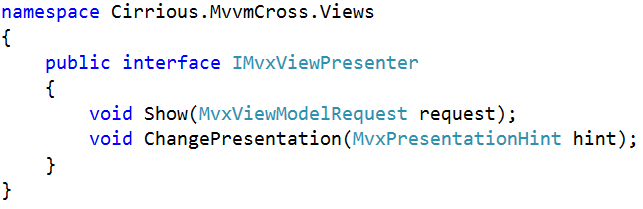 namespace Cirrious.MvvmCross.Views
{
    public interface IMvxViewPresenter
    {
        void Show(MvxViewModelRequest request);
        void ChangePresentation(MvxPresentationHint hint);
    }
}